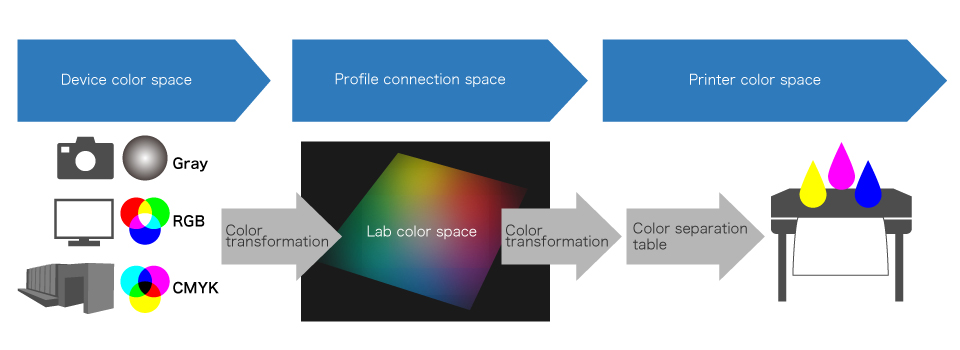 Device color space
Profile connection space
Printer color space
Gray
RGB
CMYK
Color
transformation
Lab color space
Color
transformation
Color separation
table